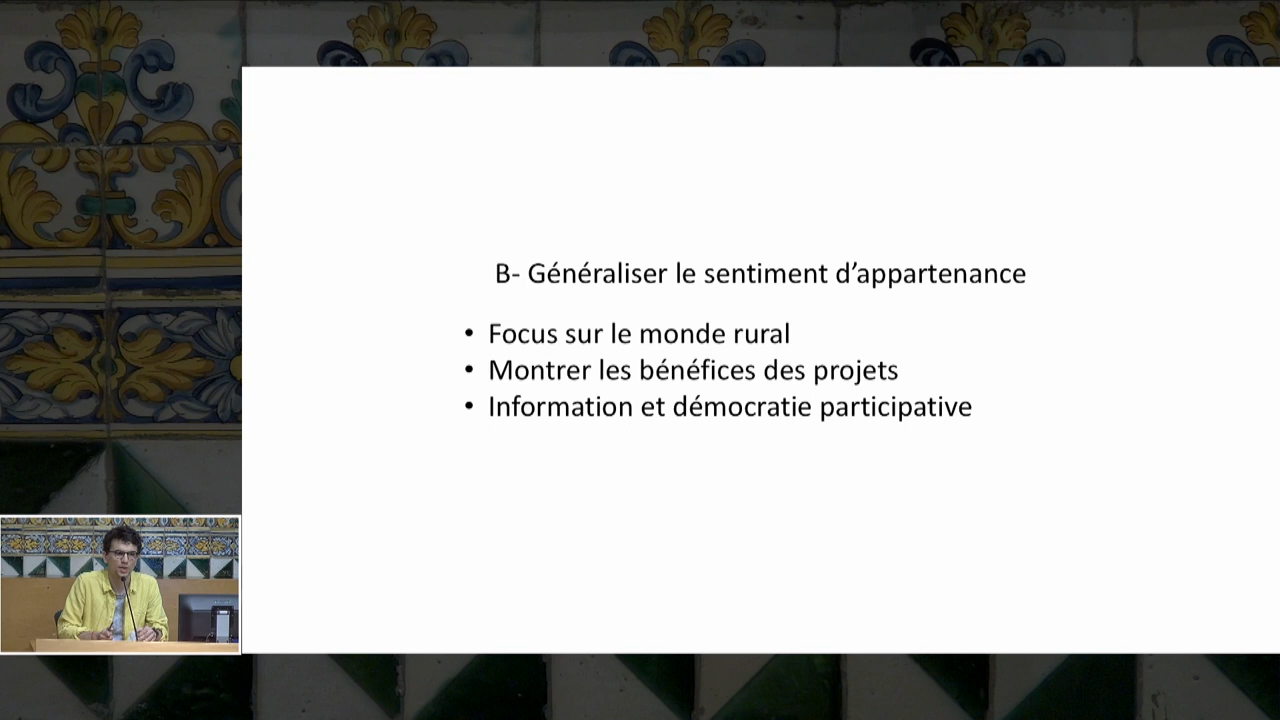 B- Généraliser le sentiment d’appartenance
• Focus sur le monde rural
• Montrer les bénéfices des projets
• Information et démocratie participative